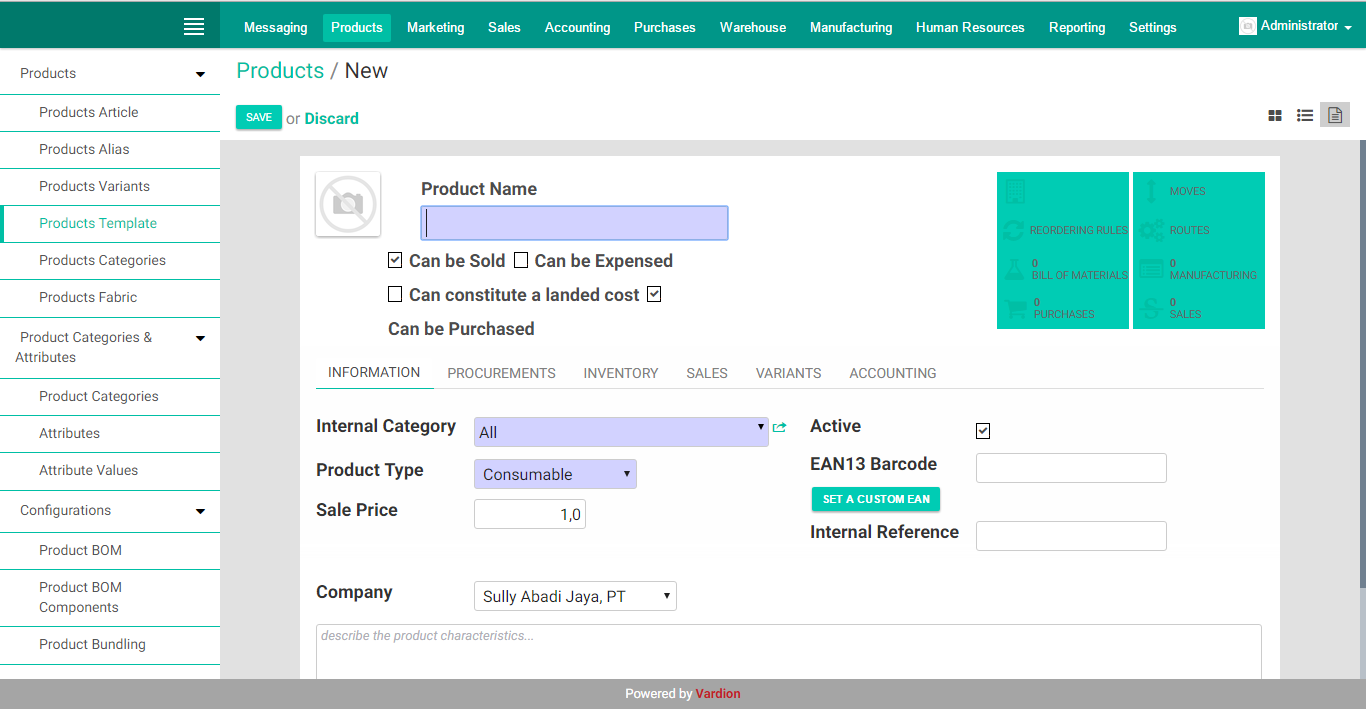 Messaging Products Marketing Sales Accounting Purchases Warehouse Manufacturing Human Resources Reporting Settings Administrator
Products
Products Article
Products Alias
Products Variants
Products Template
Products Categories
Products Fabric
Product Categories &
Attributes
Product Categories
Attributes
Attribute Values
Configurations
Product BOM
Product BOM
Components
Product Bundling
Products / New
SAVE or Discard
Product Name
Can be Sold Can be Expensed
Can constitute a landed cost
Can be Purchased
MOVES
REORDERING RULES
ROUTES
0
BILL OF MATERIALS
0
MANUFACTURING
0
PURCHASES
0
SALES
INFORMATION PROCUREMENTS INVENTORY SALES VARIANTS ACCOUNTING
Internal Category All
Product Type Consumable
Sale Price 1,0
Active
EAN13 Barcode
SET A CUSTOM EAN
Internal Reference
Company Sully Abadi Jaya, PT
describe the product characteristics...
Powered by Vardion